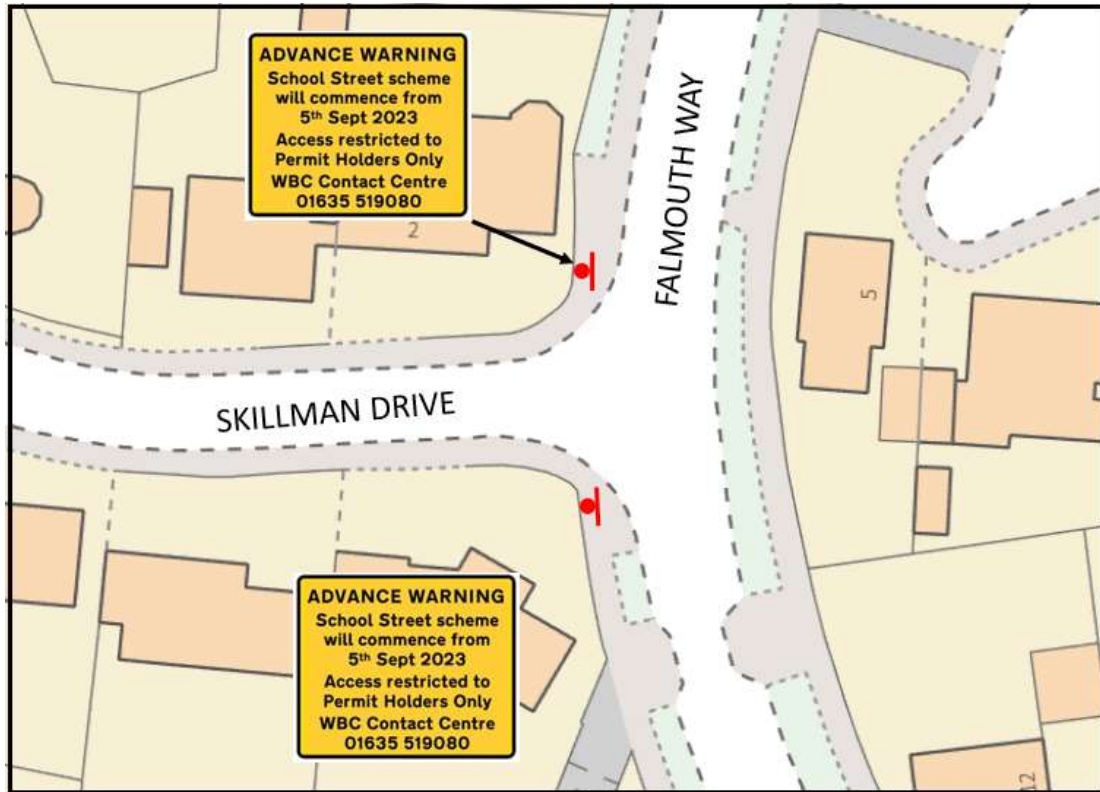 ADVANCE WARNING
School Street scheme
will commence from
5th Sept 2023
Access restricted to
Permit Holders Only
WBC Contact Centre
01635 519080
2
FALMOUTH WAY
5
SKILLMAN DRIVE
ADVANCE WARNING
School Street scheme
will commence from
5th Sept 2023
Access restricted to
Permit Holders Only
WBC Contact Centre
01635 519080
12